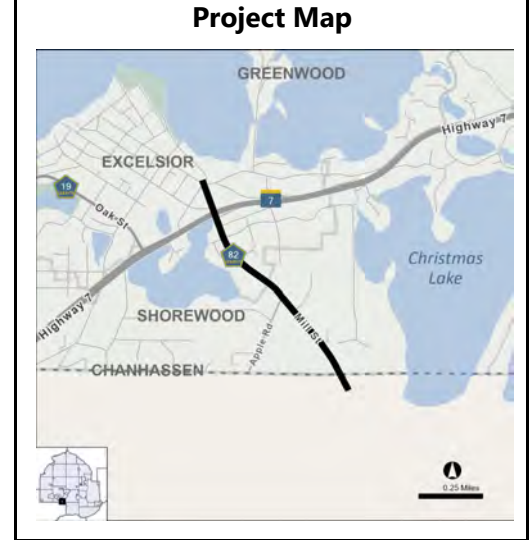 Project Map
GREENWOOD
Highway 7
EXCELSIOR
19
Oak-St
7
82
Christmas
Lake
Highway 7
SHOREWOOD
Apple-Rd
Mill-St
CHANHASSEN
0.25 Miles